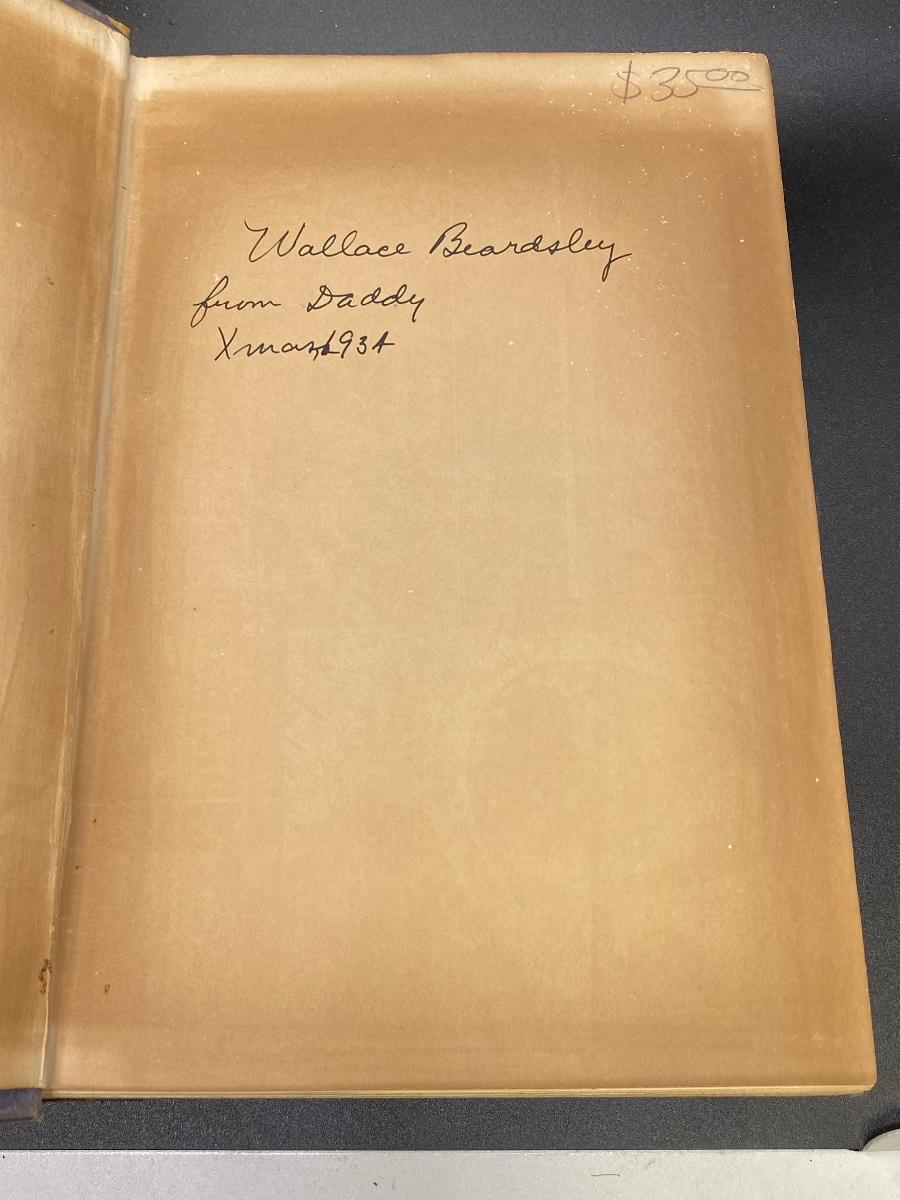 $35.00
Wallace Beardsley
from Daddy
Xmas, 1934